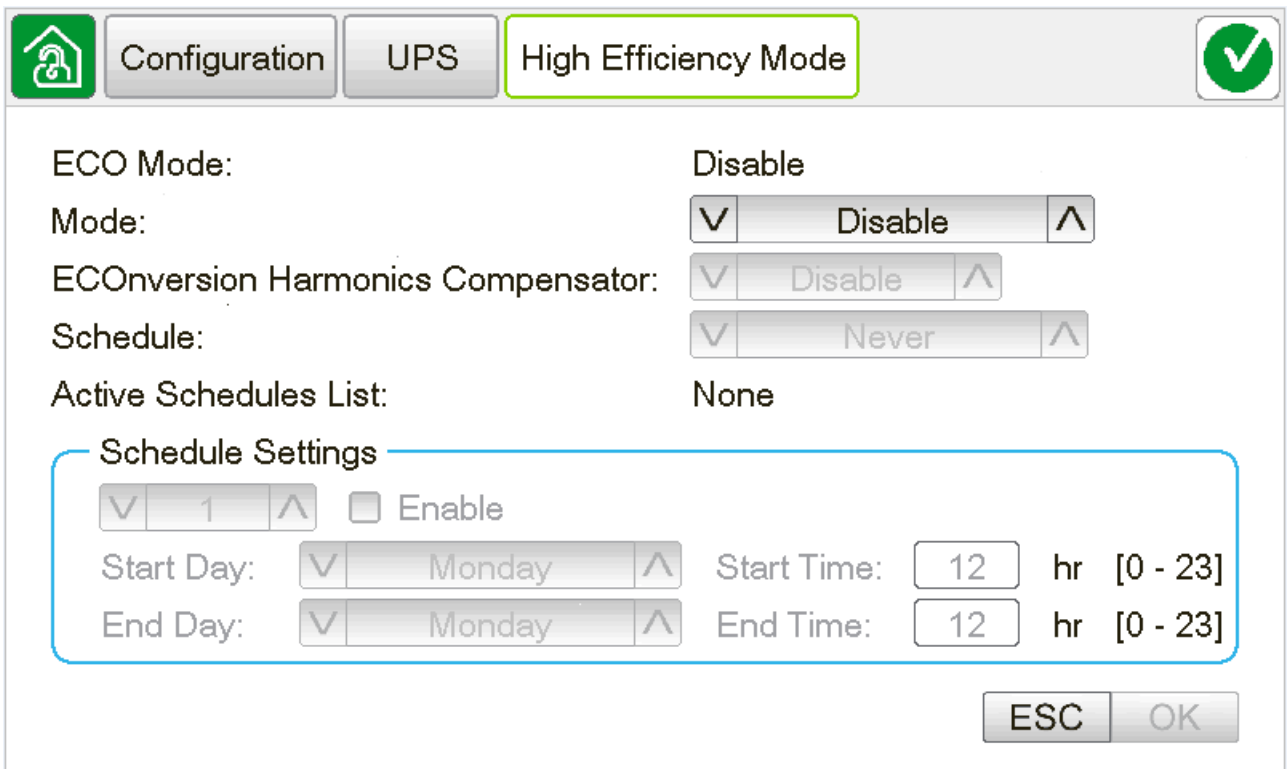 Configuration UPS High Efficiency Mode
ECO Mode: Disable
Mode: Disable
ECOnversion Harmonics Compensator: Disable
Schedule: Never
Active Schedules List: None
Schedule Settings
1 Enable
Start Day: Monday Start Time: 12 hr [0 - 23]
End Day: Monday End Time: 12 hr [0 - 23]
ESC OK